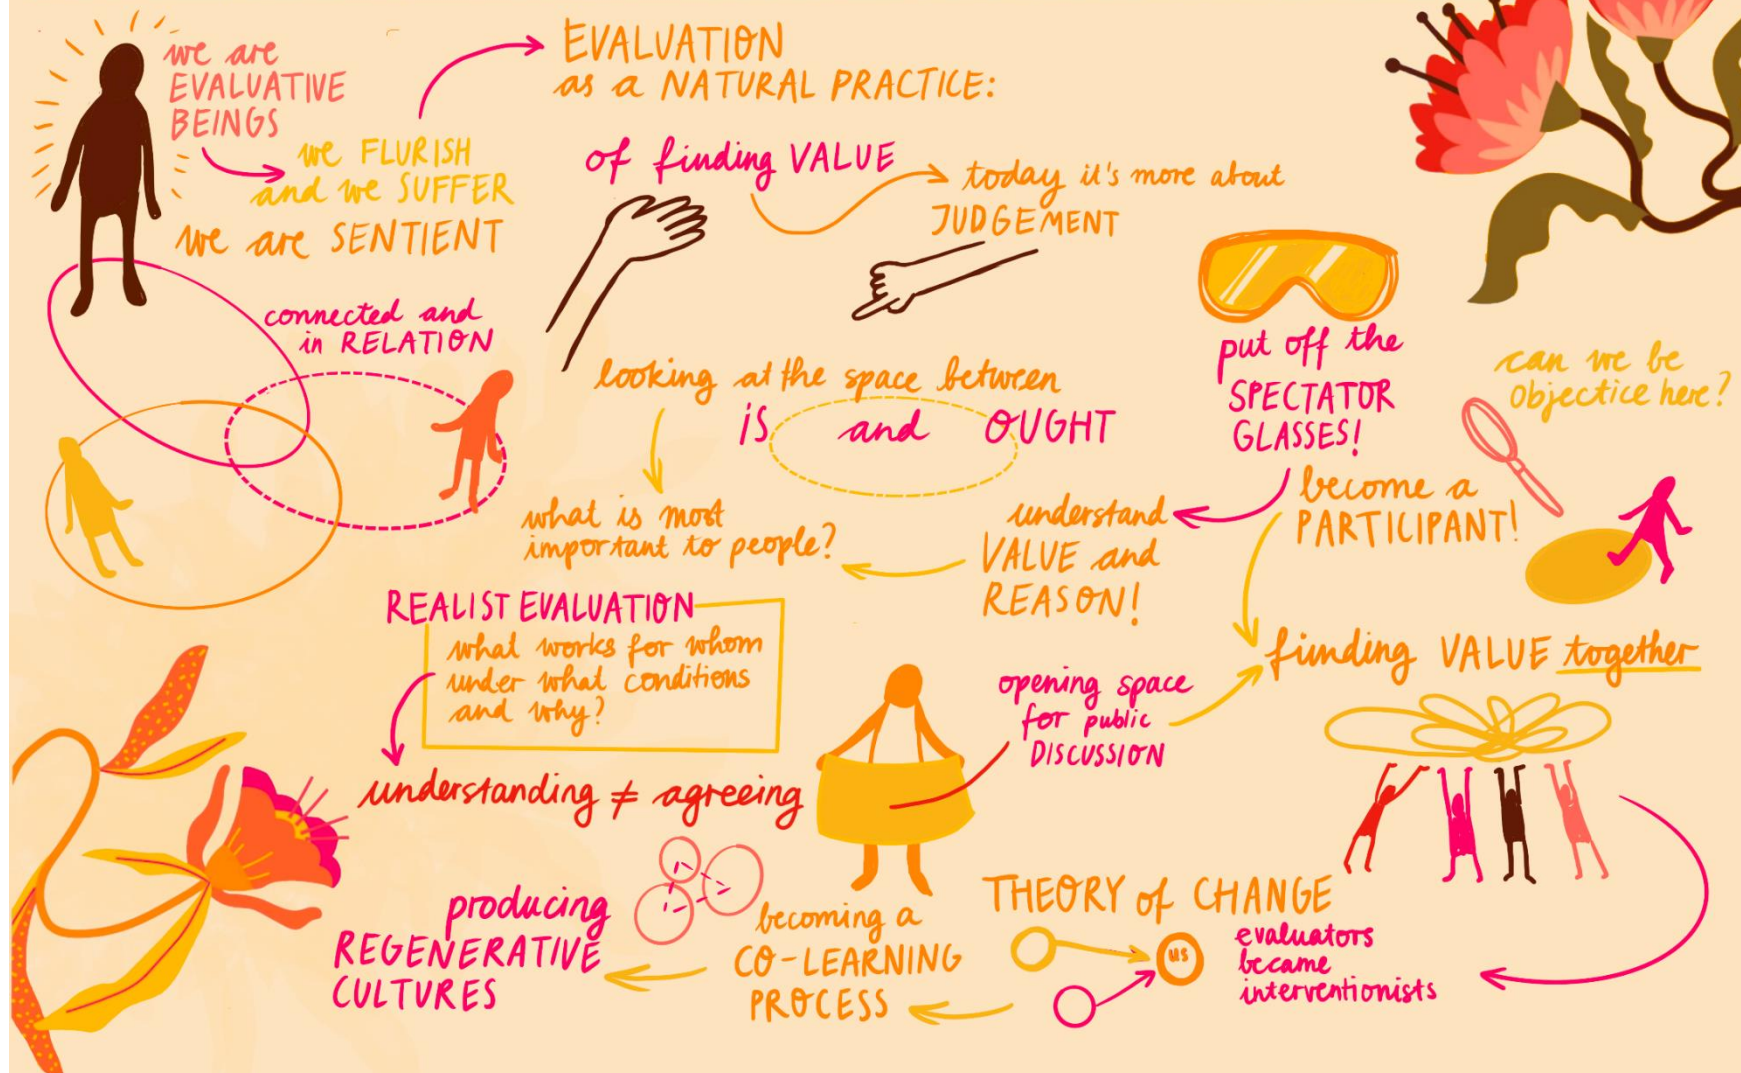 we are
EVALUATIVE
BEINGS
we FLURISH
and we SUFFER
we are SENTIENT
connected and
in RELATION
EVALUATION
as a NATURAL PRACTICE:
of finding VALUE
today it's more about
JUDGEMENT
looking at the space between
IS and OUGHT
what is most
important to people?
put off the
SPECTATOR
GLASSES!
can we be
Objectice here?
become a
PARTICIPANT!
understand
VALUE and
REASON!
finding VALUE together
REALIST EVALUATION
what works for whom
under what conditions
and why?
understanding ≠ agreeing
opening space
for public
DISCUSSION
THEORY of CHANGE
US
evaluators
became
interventionists
becoming a
CO-LEARNING
PROCESS
producing
REGENERATIVE
CULTURES